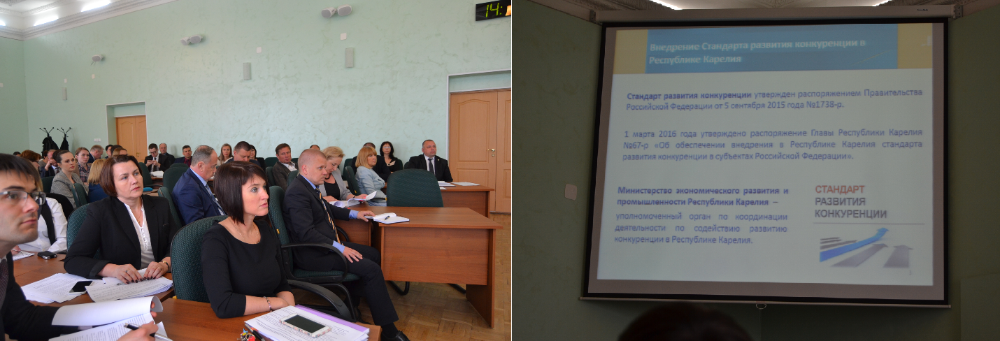 14:
Внедрение Стандарта развития конкуренции в
Республике Карелия
Стандарт развития конкуренции утвержден распоряжением Правительства
Российской Федерации от 5 сентября 2015 года №1738-р.
1 марта 2016 года утверждено распоряжение Главы Республики Карелия
№67-р «Об обеспечении внедрения в Республике Карелия стандарта
развития конкуренции в субъектах Российской Федерации».
Министерство экономического развития и
промышленности Республики Карелия –
уполномоченный орган по координации
деятельности по содействию развитию
конкуренции в Республике Карелия.
СТАНДАРТ
РАЗВИТИЯ
КОНКУРЕНЦИИ